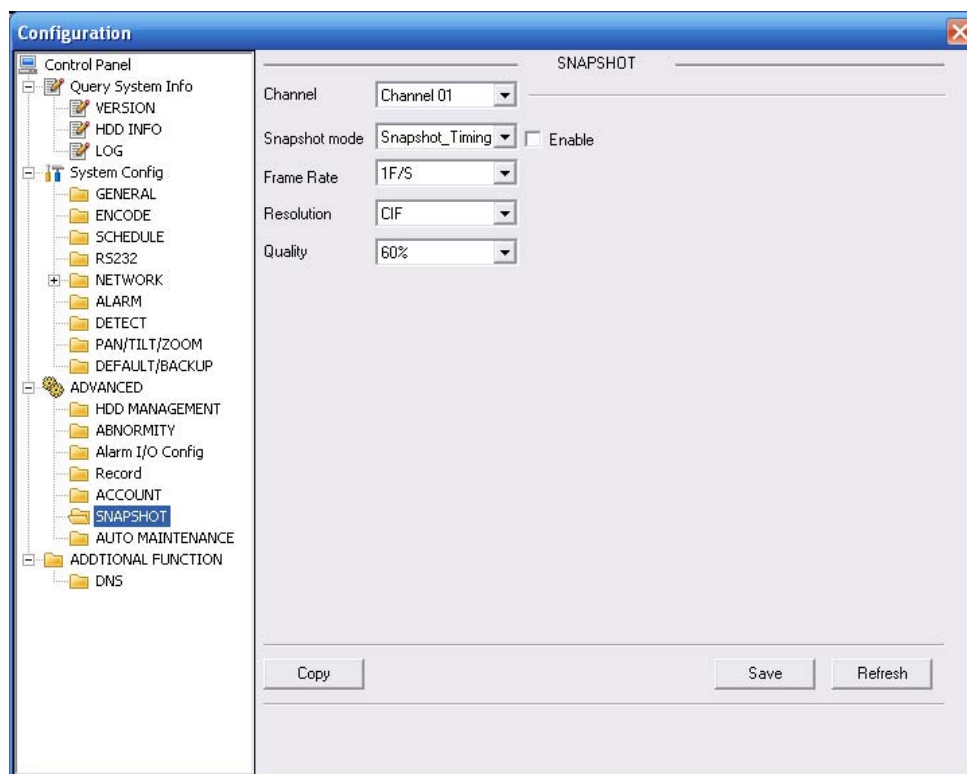 Configuration
Control Panel
Query System Info
VERSION
HDD INFO
LOG
System Config
GENERAL
ENCODE
SCHEDULE
RS232
NETWORK
ALARM
DETECT
PAN/TILT/ZOOM
DEFAULT/BACKUP
ADVANCED
HDD MANAGEMENT
ABNORMITY
Alarm I/O Config
Record
ACCOUNT
SNAPSHOT
AUTO MAINTENANCE
ADDTIONAL FUNCTION
DNS
SNAPSHOT
Channel Channel 01
Snapshot mode Snapshot_Timing Enable
Frame Rate 1F/S
Resolution CIF
Quality 60%
Copy Save Refresh